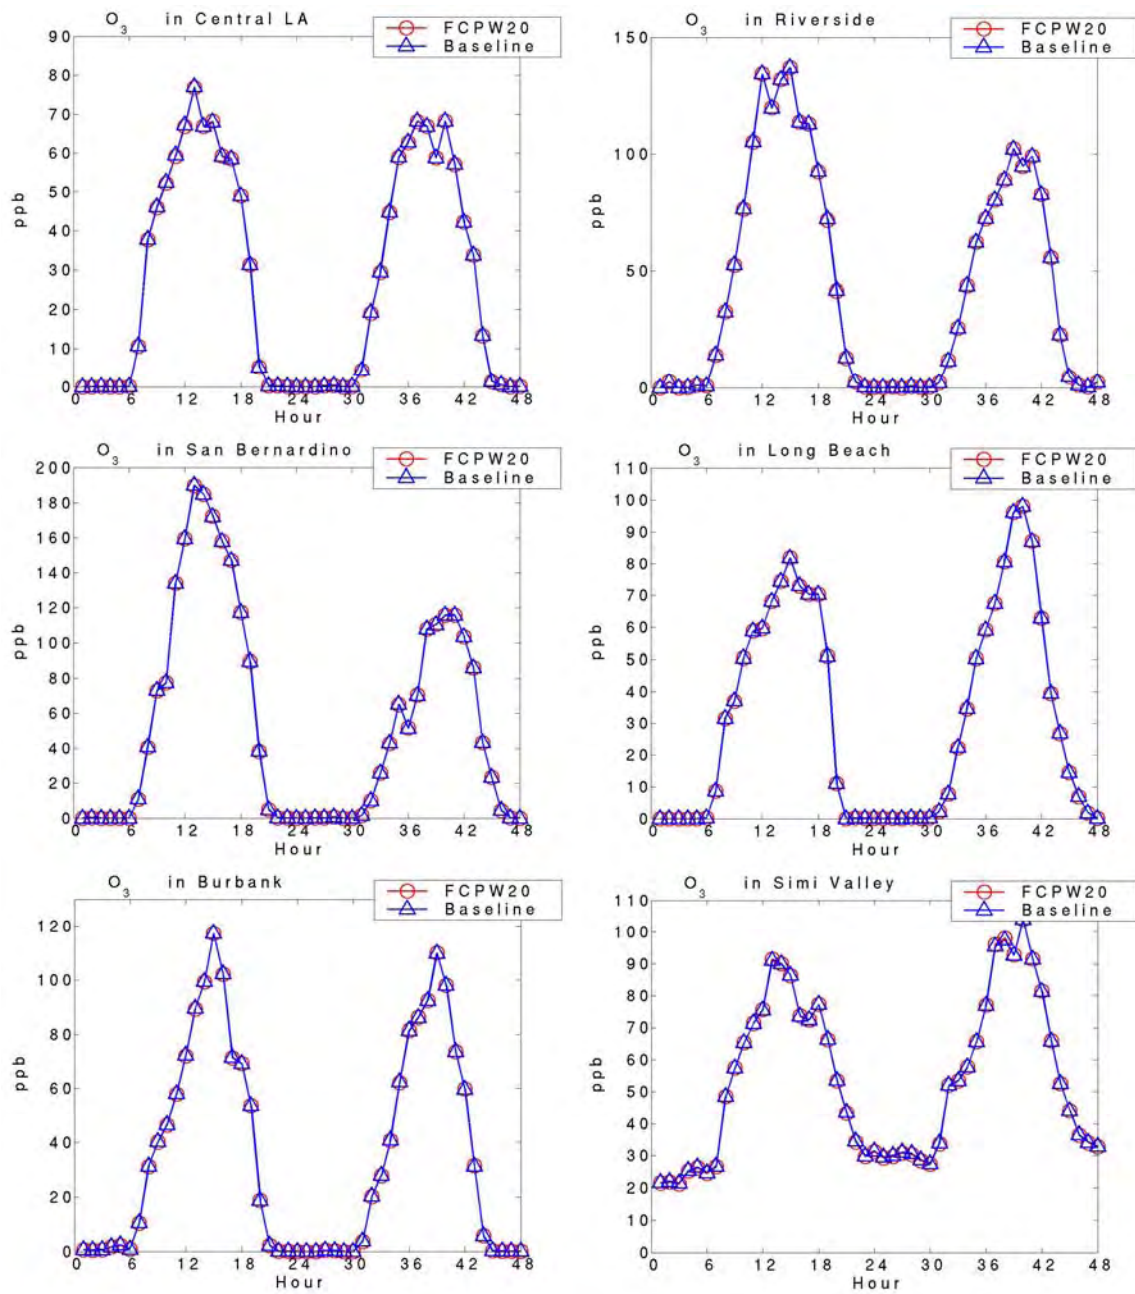 O3 in Central LA
FCPW20
Baseline
90
80
70
60
50
40
30
20
10
0
ppb
0 6 12 18 24 30 36 42 48
Hour
O3 in Riverside
FCPW20
Baseline
150
100
50
0
ppb
0 6 12 18 24 30 36 42 48
Hour
O3 in San Bernardino
FCPW20
Baseline
200
180
160
140
120
100
80
60
40
20
0
ppb
0 6 12 18 24 30 36 42 48
Hour
O3 in Long Beach
FCPW20
Baseline
110
100
90
80
70
60
50
40
30
20
10
0
ppb
0 6 12 18 24 30 36 42 48
Hour
O3 in Burbank
FCPW20
Baseline
120
100
80
60
40
20
0
ppb
0 6 12 18 24 30 36 42 48
Hour
O3 in Simi Valley
FCPW20
Baseline
110
100
90
80
70
60
50
40
30
20
10
0
ppb
0 6 12 18 24 30 36 42 48
Hour